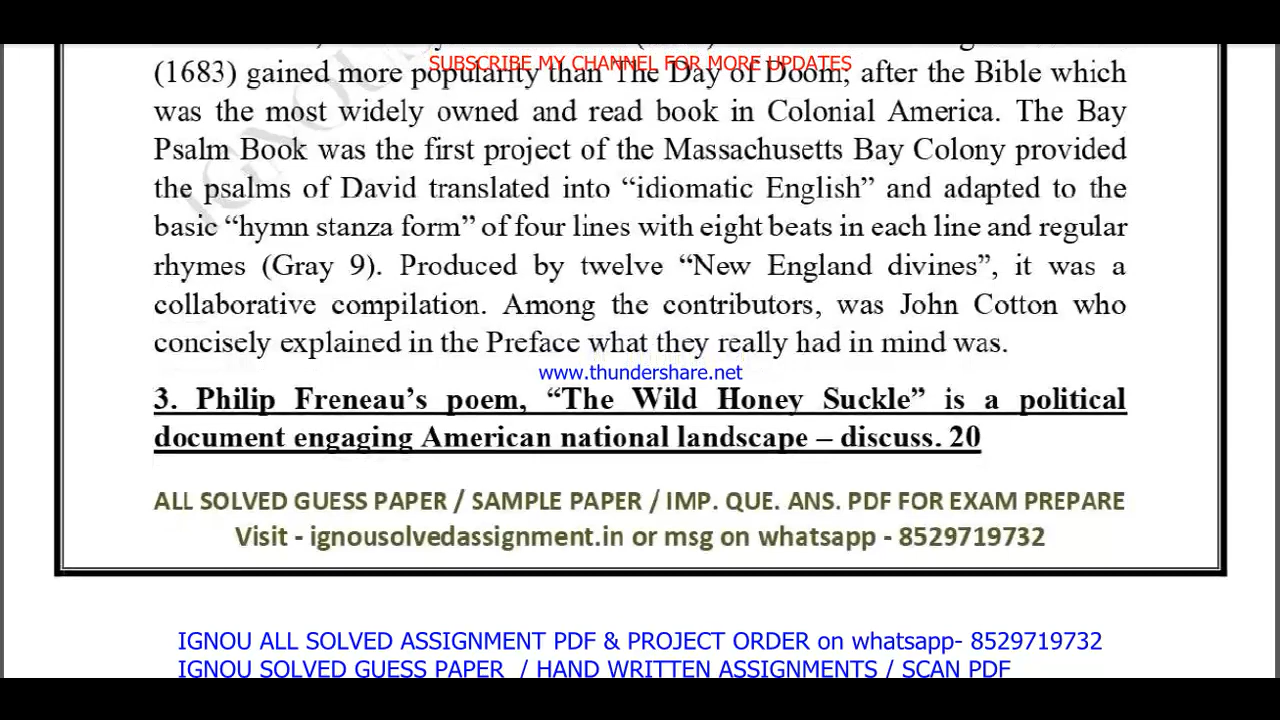 SUBSCRIBE MY CHANNEL FOR MORE UPDATES
(1683) gained more popularity than The Day of Doom; after the Bible which
was the most widely owned and read book in Colonial America. The Bay
Psalm Book was the first project of the Massachusetts Bay Colony provided
the psalms of David translated into “idiomatic English” and adapted to the
basic “hymn stanza form” of four lines with eight beats in each line and regular
rhymes (Gray 9). Produced by twelve “New England divines”, it was a
collaborative compilation. Among the contributors, was John Cotton who
concisely explained in the Preface what they really had in mind was.
www.thundershare.net
3. Philip Freneau’s poem, “The Wild Honey Suckle” is a political
document engaging American national landscape – discuss. 20
ALL SOLVED GUESS PAPER / SAMPLE PAPER / IMP. QUE. ANS. PDF FOR EXAM PREPARE
Visit - ignousolvedassignment.in or msg on whatsapp - 8529719732
IGNOU ALL SOLVED ASSIGNMENT PDF & PROJECT ORDER on whatsapp- 8529719732
IGNOU SOLVED GUESS PAPER / HAND WRITTEN ASSIGNMENTS / SCAN PDF